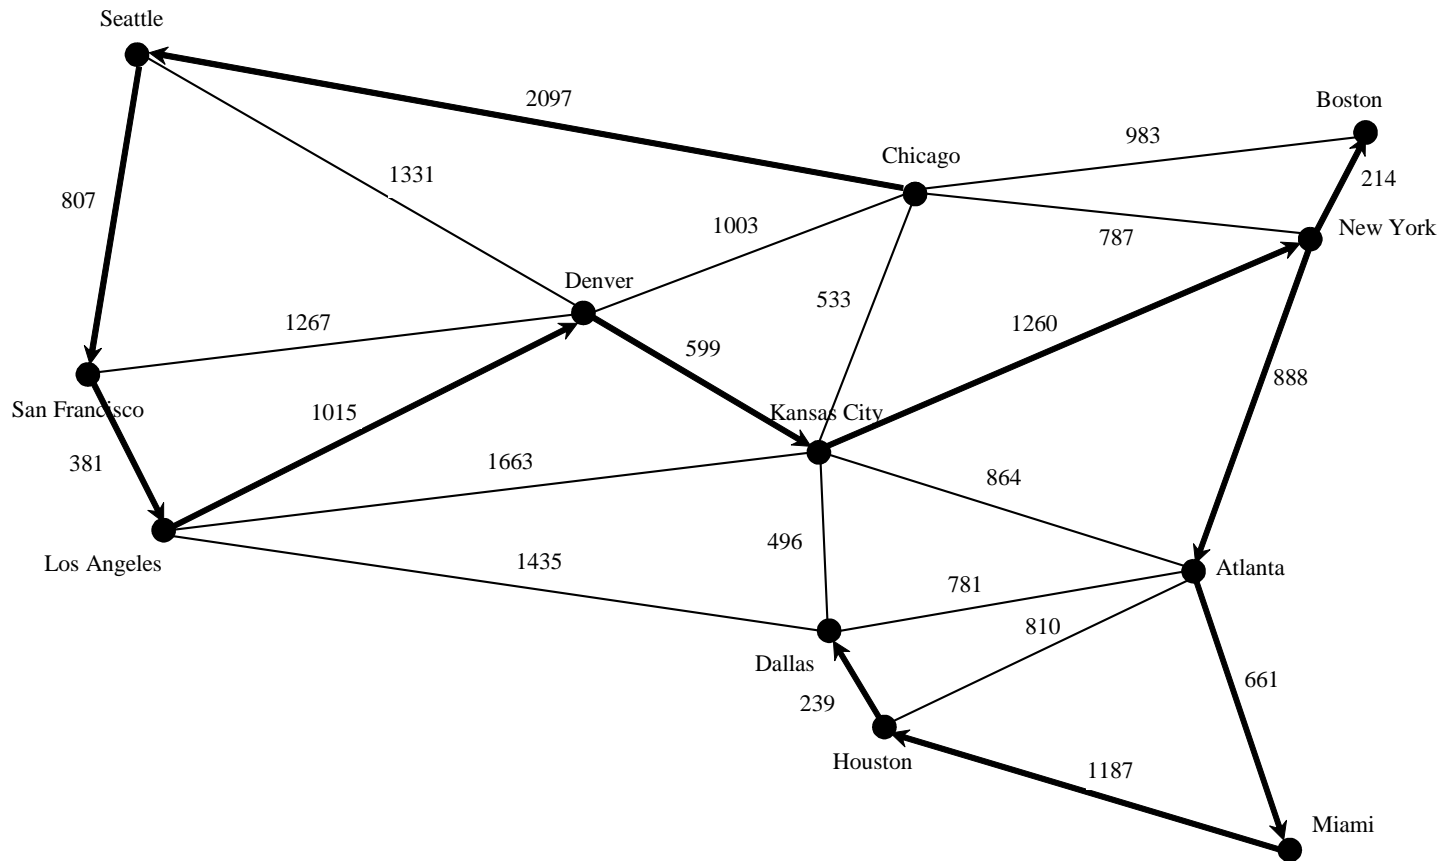 Seattle
2097
Boston
983
Chicago
1331
214
807
1003
New York
787
Denver
533
1260
1267
599
888
San Francisco
1015
Kansas City
381
1663
864
496
1435
Los Angeles
Atlanta
781
810
Dallas
661
239
Houston
1187
Miami